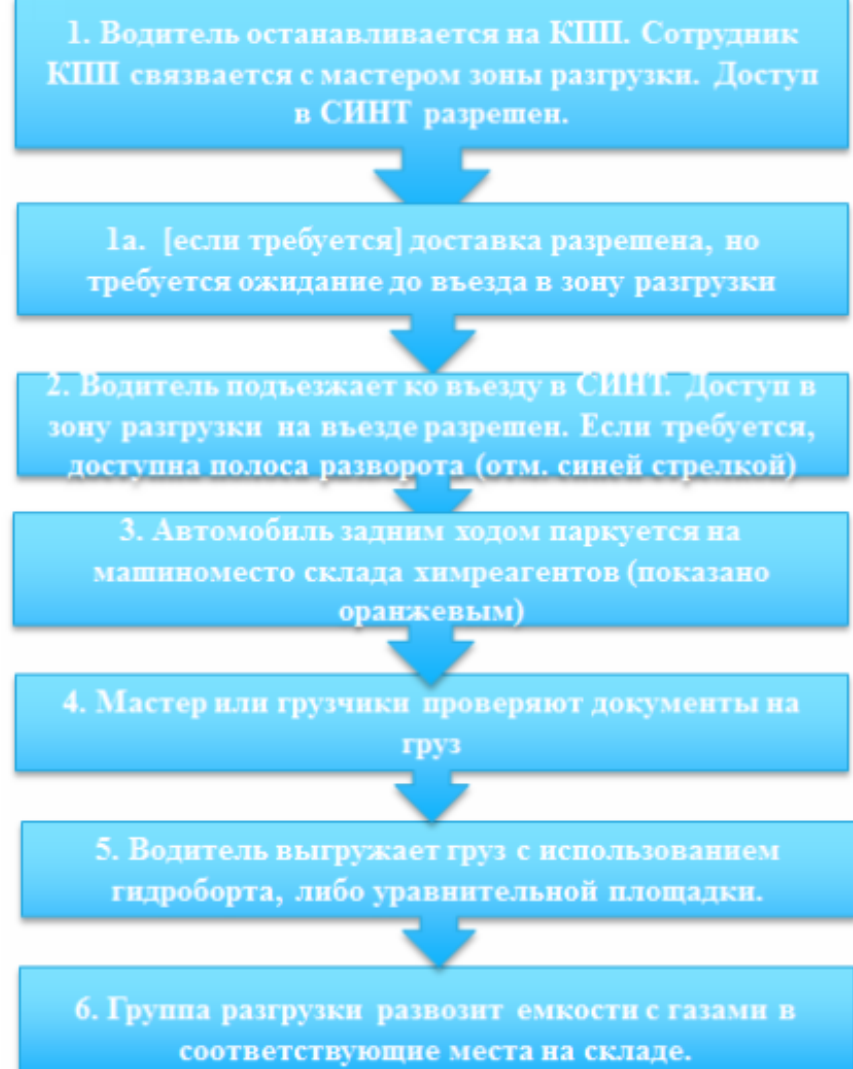 1. Водитель останавливается на КПП. Сотрудник
КПП связвается с мастером зоны разгрузки. Доступ
в СИНТ разрешен.
1а. [если требуется] доставка разрешена, но
требуется ожидание до въезда в зону разгрузки
2. Водитель подъезжает ко въезду в СИНТ. Доступ в
зону разгрузки на въезде разрешен. Если требуется,
доступна полоса разворота (отм. синей стрелкой)
3. Автомобиль задним ходом паркуется на
машиноместо склада химреагентов (показано
оранжевым)
4. Мастер или грузчики проверяют документы на
груз
5. Водитель выгружает груз с использованием
гидроборта, либо уравнительной площадки.
6. Группа разгрузки развозит емкости с газами в
соответствующие места на складе.